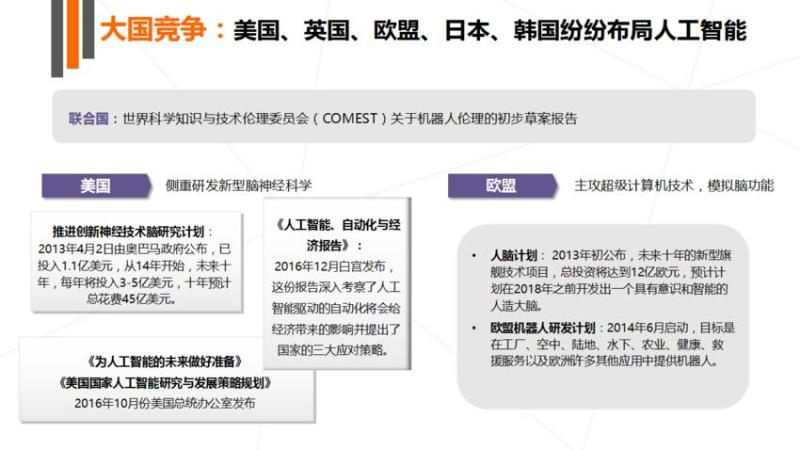 大国竞争：美国、英国、欧盟、日本、韩国纷纷布局人工智能
联合国：世界科学知识与技术伦理委员会（COMEST）关于机器人伦理的初步草案报告
美国
侧重研发新型脑神经科学
推进创新神经技术脑研究计划：
2013年4月2日由奥巴马政府公布，已
投入1.1亿美元，从14年开始，未来十
年，每年将投入3-5亿美元，十年预计
总花费45亿美元。
《人工智能、自动化与经
济报告》：
2016年12月白宫发布，
这份报告深入考察了人工
智能驱动的自动化将会给
经济带来的影响并提出了
国家的三大应对策略。
《为人工智能的未来做好准备》
《美国国家人工智能研究与发展策略规划》
2016年10月份美国总统办公室发布
欧盟
主攻超级计算机技术，模拟脑功能
• 人脑计划： 2013年初公布，未来十年的新型旗
舰技术项目，总投资将达到12亿欧元，预计计
划在2018年之前开发出一个具有意识和智能的
人造大脑。
• 欧盟机器人研发计划：2014年6月启动，目标是
在工厂、空中、陆地、水下、农业、健康、救
援服务以及欧洲许多其他应用中提供机器人。